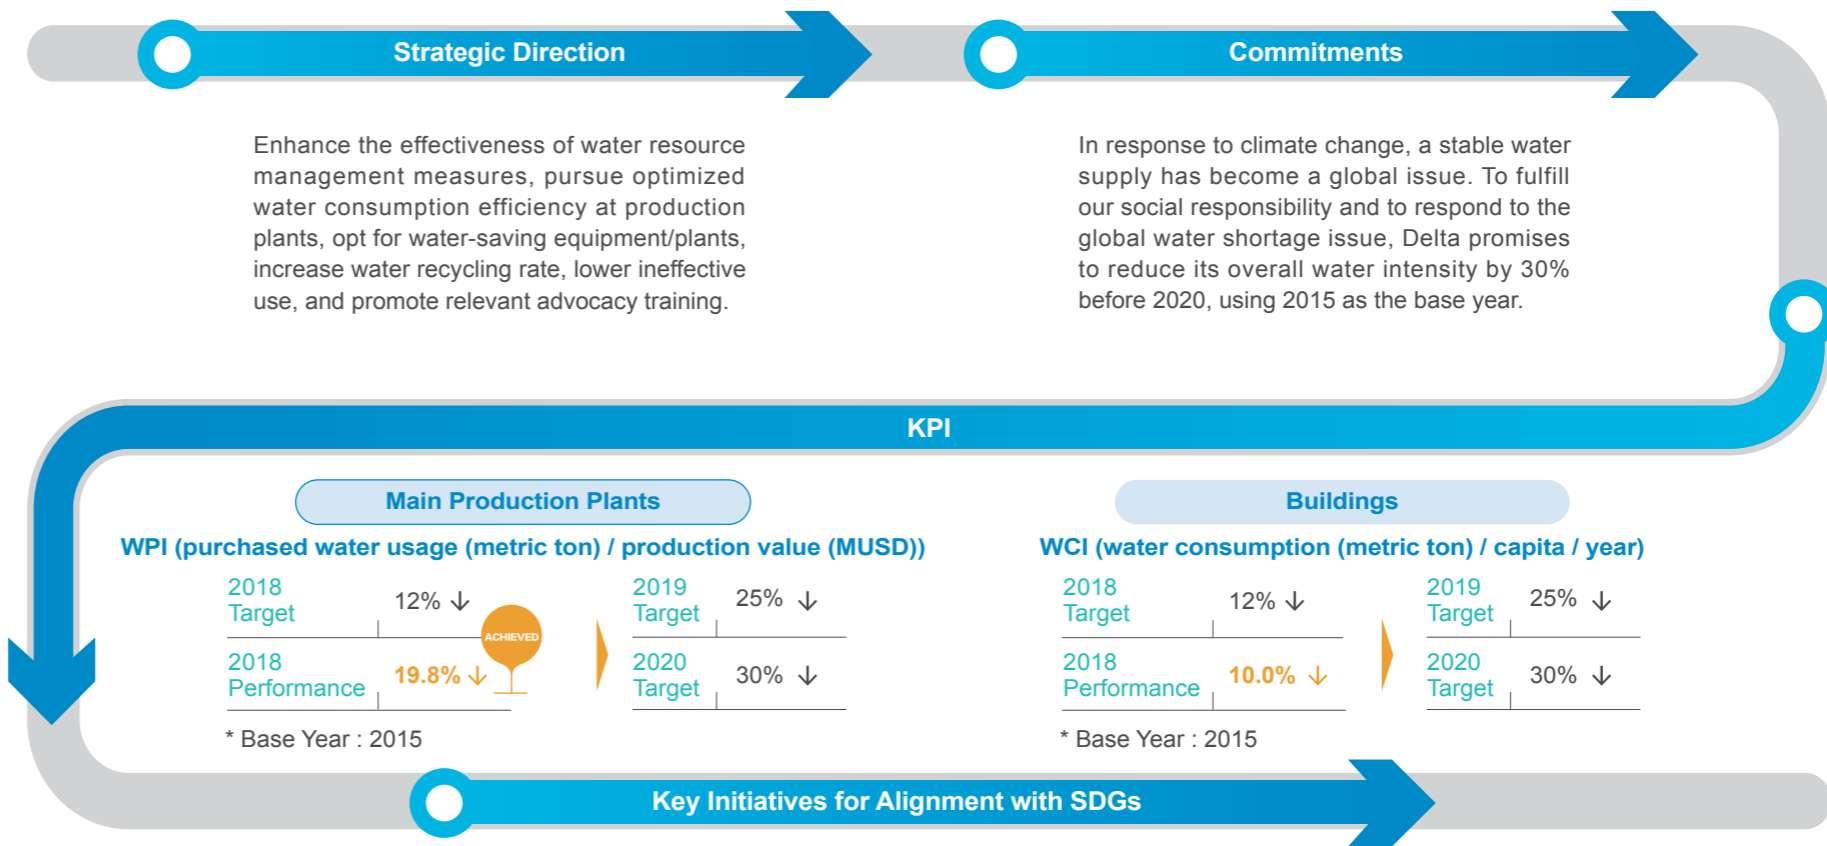 Strategic Direction
Enhance the effectiveness of water resource
management measures, pursue optimized
water consumption efficiency at production
plants, opt for water-saving equipment/plants,
increase water recycling rate, lower ineffective
use, and promote relevant advocacy training.
Commitments
In response to climate change, a stable water
supply has become a global issue. To fulfill
our social responsibility and to respond to the
global water shortage issue, Delta promises
to reduce its overall water intensity by 30%
before 2020, using 2015 as the base year.
KPI
Main Production Plants
WPI (purchased water usage (metric ton) / production value (MUSD))
2018
Target
12% ↓
ACHIEVED
2018
Performance
19.8% ↓
2019
Target
25% ↓
2020
Target
30% ↓
* Base Year : 2015
Buildings
WCI (water consumption (metric ton) / capita / year)
2018
Target
12% ↓
2018
Performance
10.0% ↓
2019
Target
25% ↓
2020
Target
30% ↓
* Base Year : 2015
Key Initiatives for Alignment with SDGs